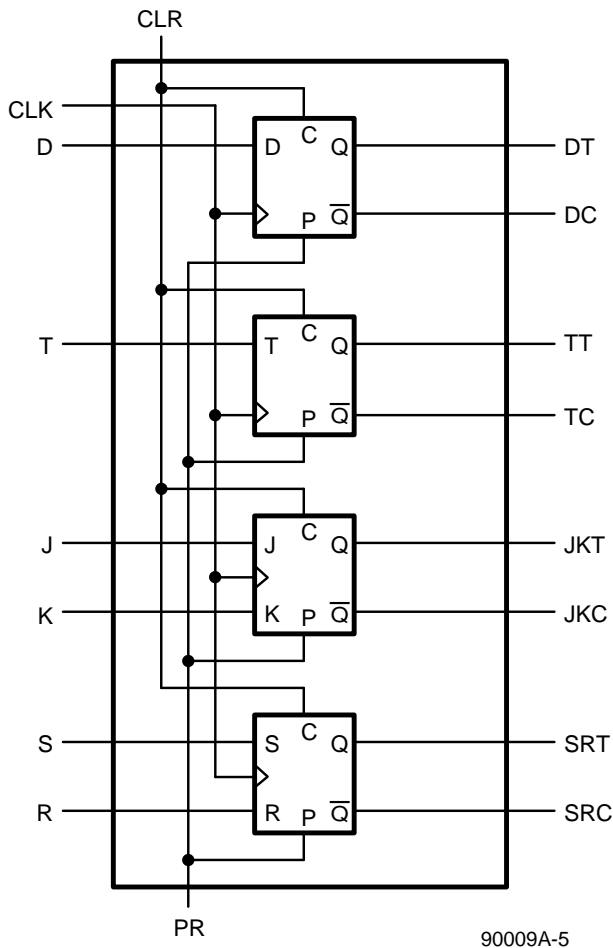 CLR
CLK
D
D
C
Q
DT
P
Q̅
DC
T
T
C
Q
TT
P
Q̅
TC
J
J
C
Q
JKT
K
K
P
Q̅
JKC
S
S
C
Q
SRT
R
R
P
Q̅
SRC
PR
90009A-5